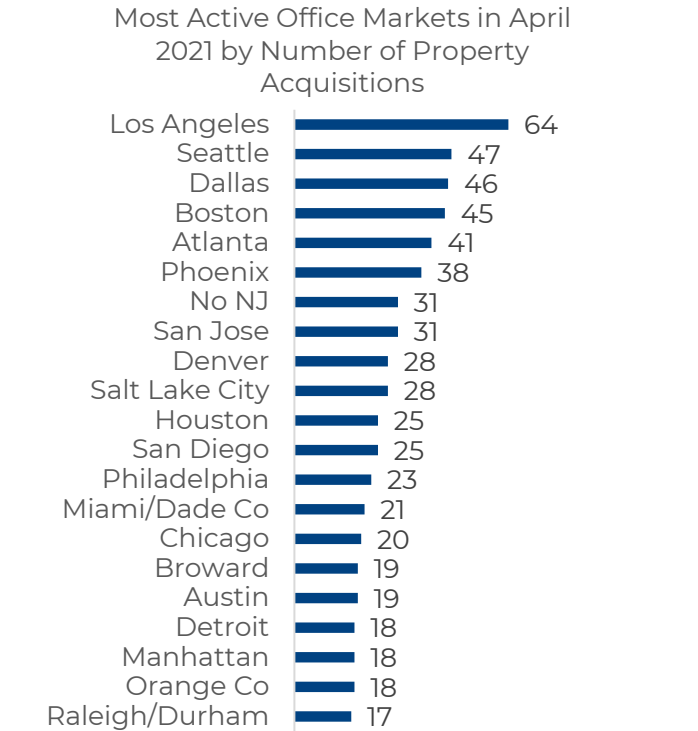 Most Active Office Markets in April
2021 by Number of Property
Acquisitions
Los Angeles 64
Seattle 47
Dallas 46
Boston 45
Atlanta 41
Phoenix 38
No NJ 31
San Jose 31
Denver 28
Salt Lake City 28
Houston 25
San Diego 25
Philadelphia 23
Miami/Dade Co 21
Chicago 20
Broward 19
Austin 19
Detroit 18
Manhattan 18
Orange Co 18
Raleigh/Durham 17